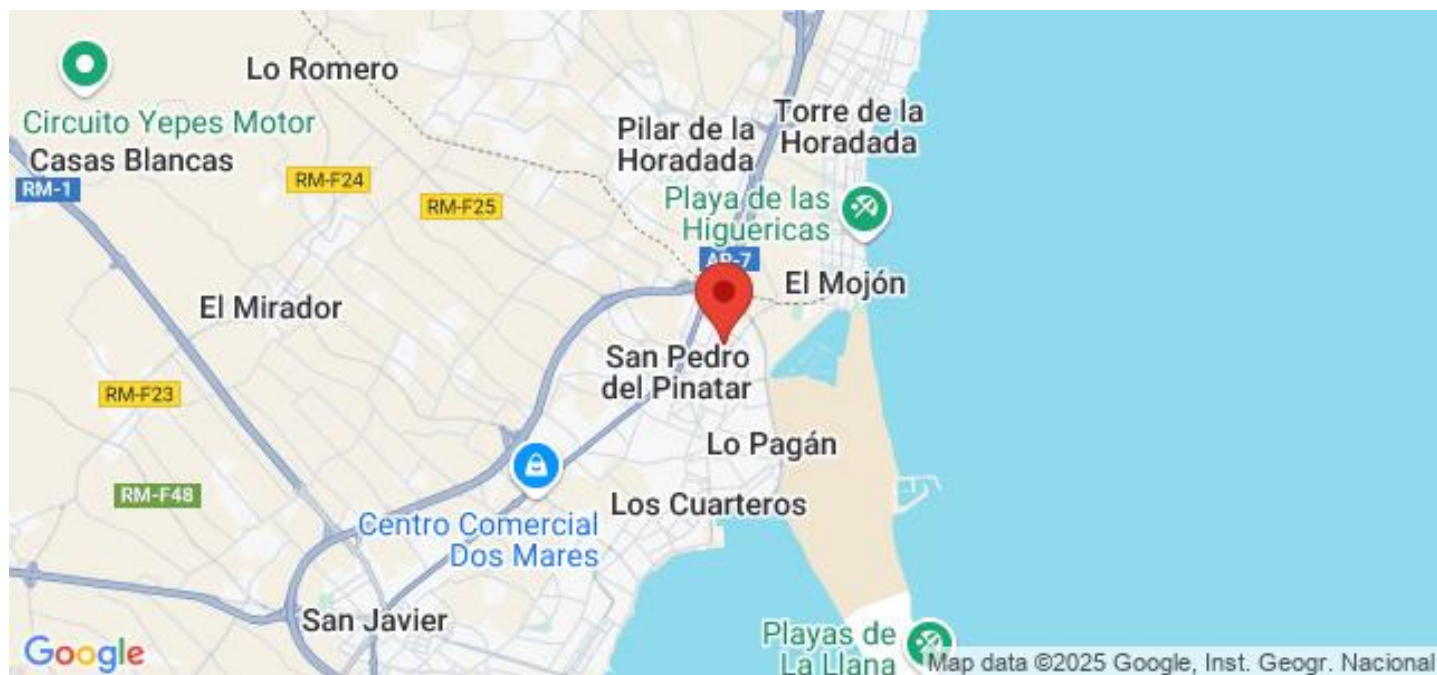 Lo Romero
Circuito Yepes Motor
Casas Blancas
RM-1
RM-F24
RM-F25
Pilar de la
Horadada
Torre de la
Horadada
Playa de las
Higuericas
AP-7
El Mojón
El Mirador
San Pedro
del Pinatar
RM-F23
Lo Pagán
RM-F48
Los Cuarteros
Centro Comercial
Dos Mares
San Javier
Playas de
La Llana
Google
Map data ©2025 Google, Inst. Geogr. Nacional